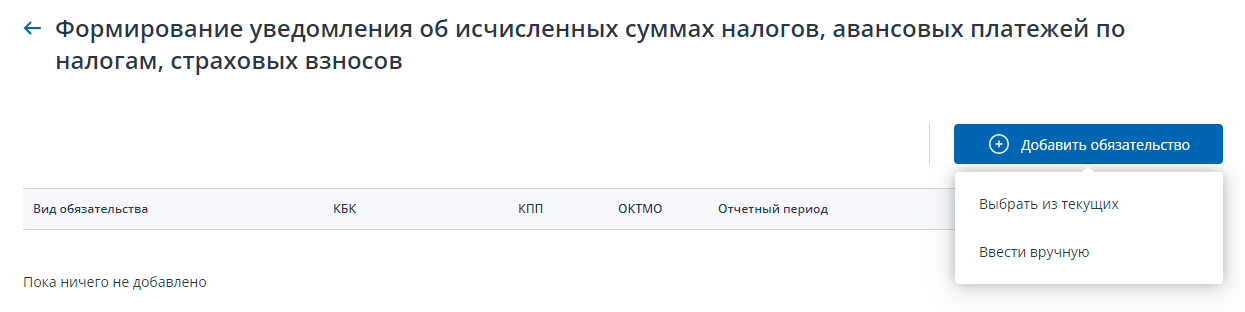 Формирование уведомления об исчисленных суммах налогов, авансовых платежей по
налогам, страховых взносов
Добавить обязательство
Выбрать из текущих
Ввести вручную
Вид обязательства КБК КПП ОКТМО Отчетный период
Пока ничего не добавлено